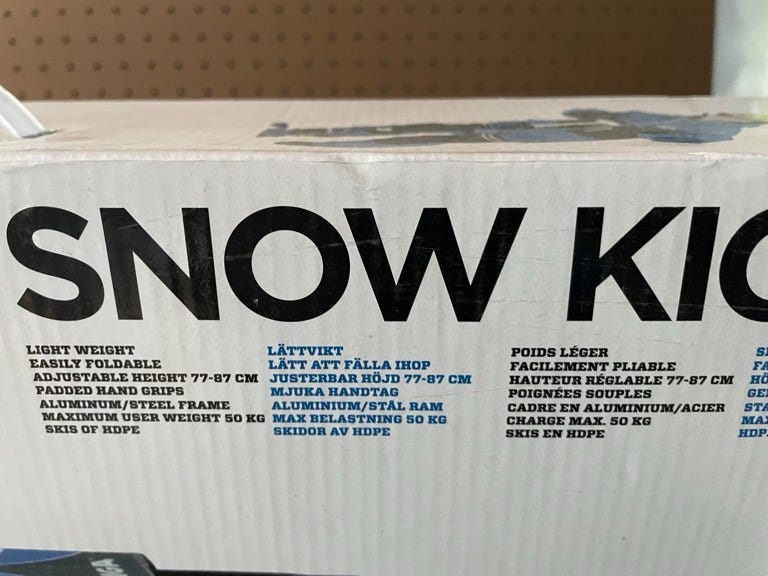 SNOW KIC
LIGHT WEIGHT
EASILY FOLDABLE
ADJUSTABLE HEIGHT 77-87 CM
PADDED HAND GRIPS
ALUMINUM/STEEL FRAME
MAXIMUM USER WEIGHT 50 KG
SKIS OF HDPE
LÄTTVIKT
LÄTT ATT FÄLLA IHOP
JUSTERBAR HÖJD 77-87 CM
MJUKA HANDTAG
ALUMINIUM/STÅL RAM
MAX BELASTNING 50 KG
SKIDOR AV HDPE
POIDS LÉGER
FACILEMENT PLIABLE
HAUTEUR RÉGLABLE 77-87 CM
POIGNÉES SOUPLES
CADRE EN ALUMINIUM/ACIER
CHARGE MAX. 50 KG
SKIS EN HDPE